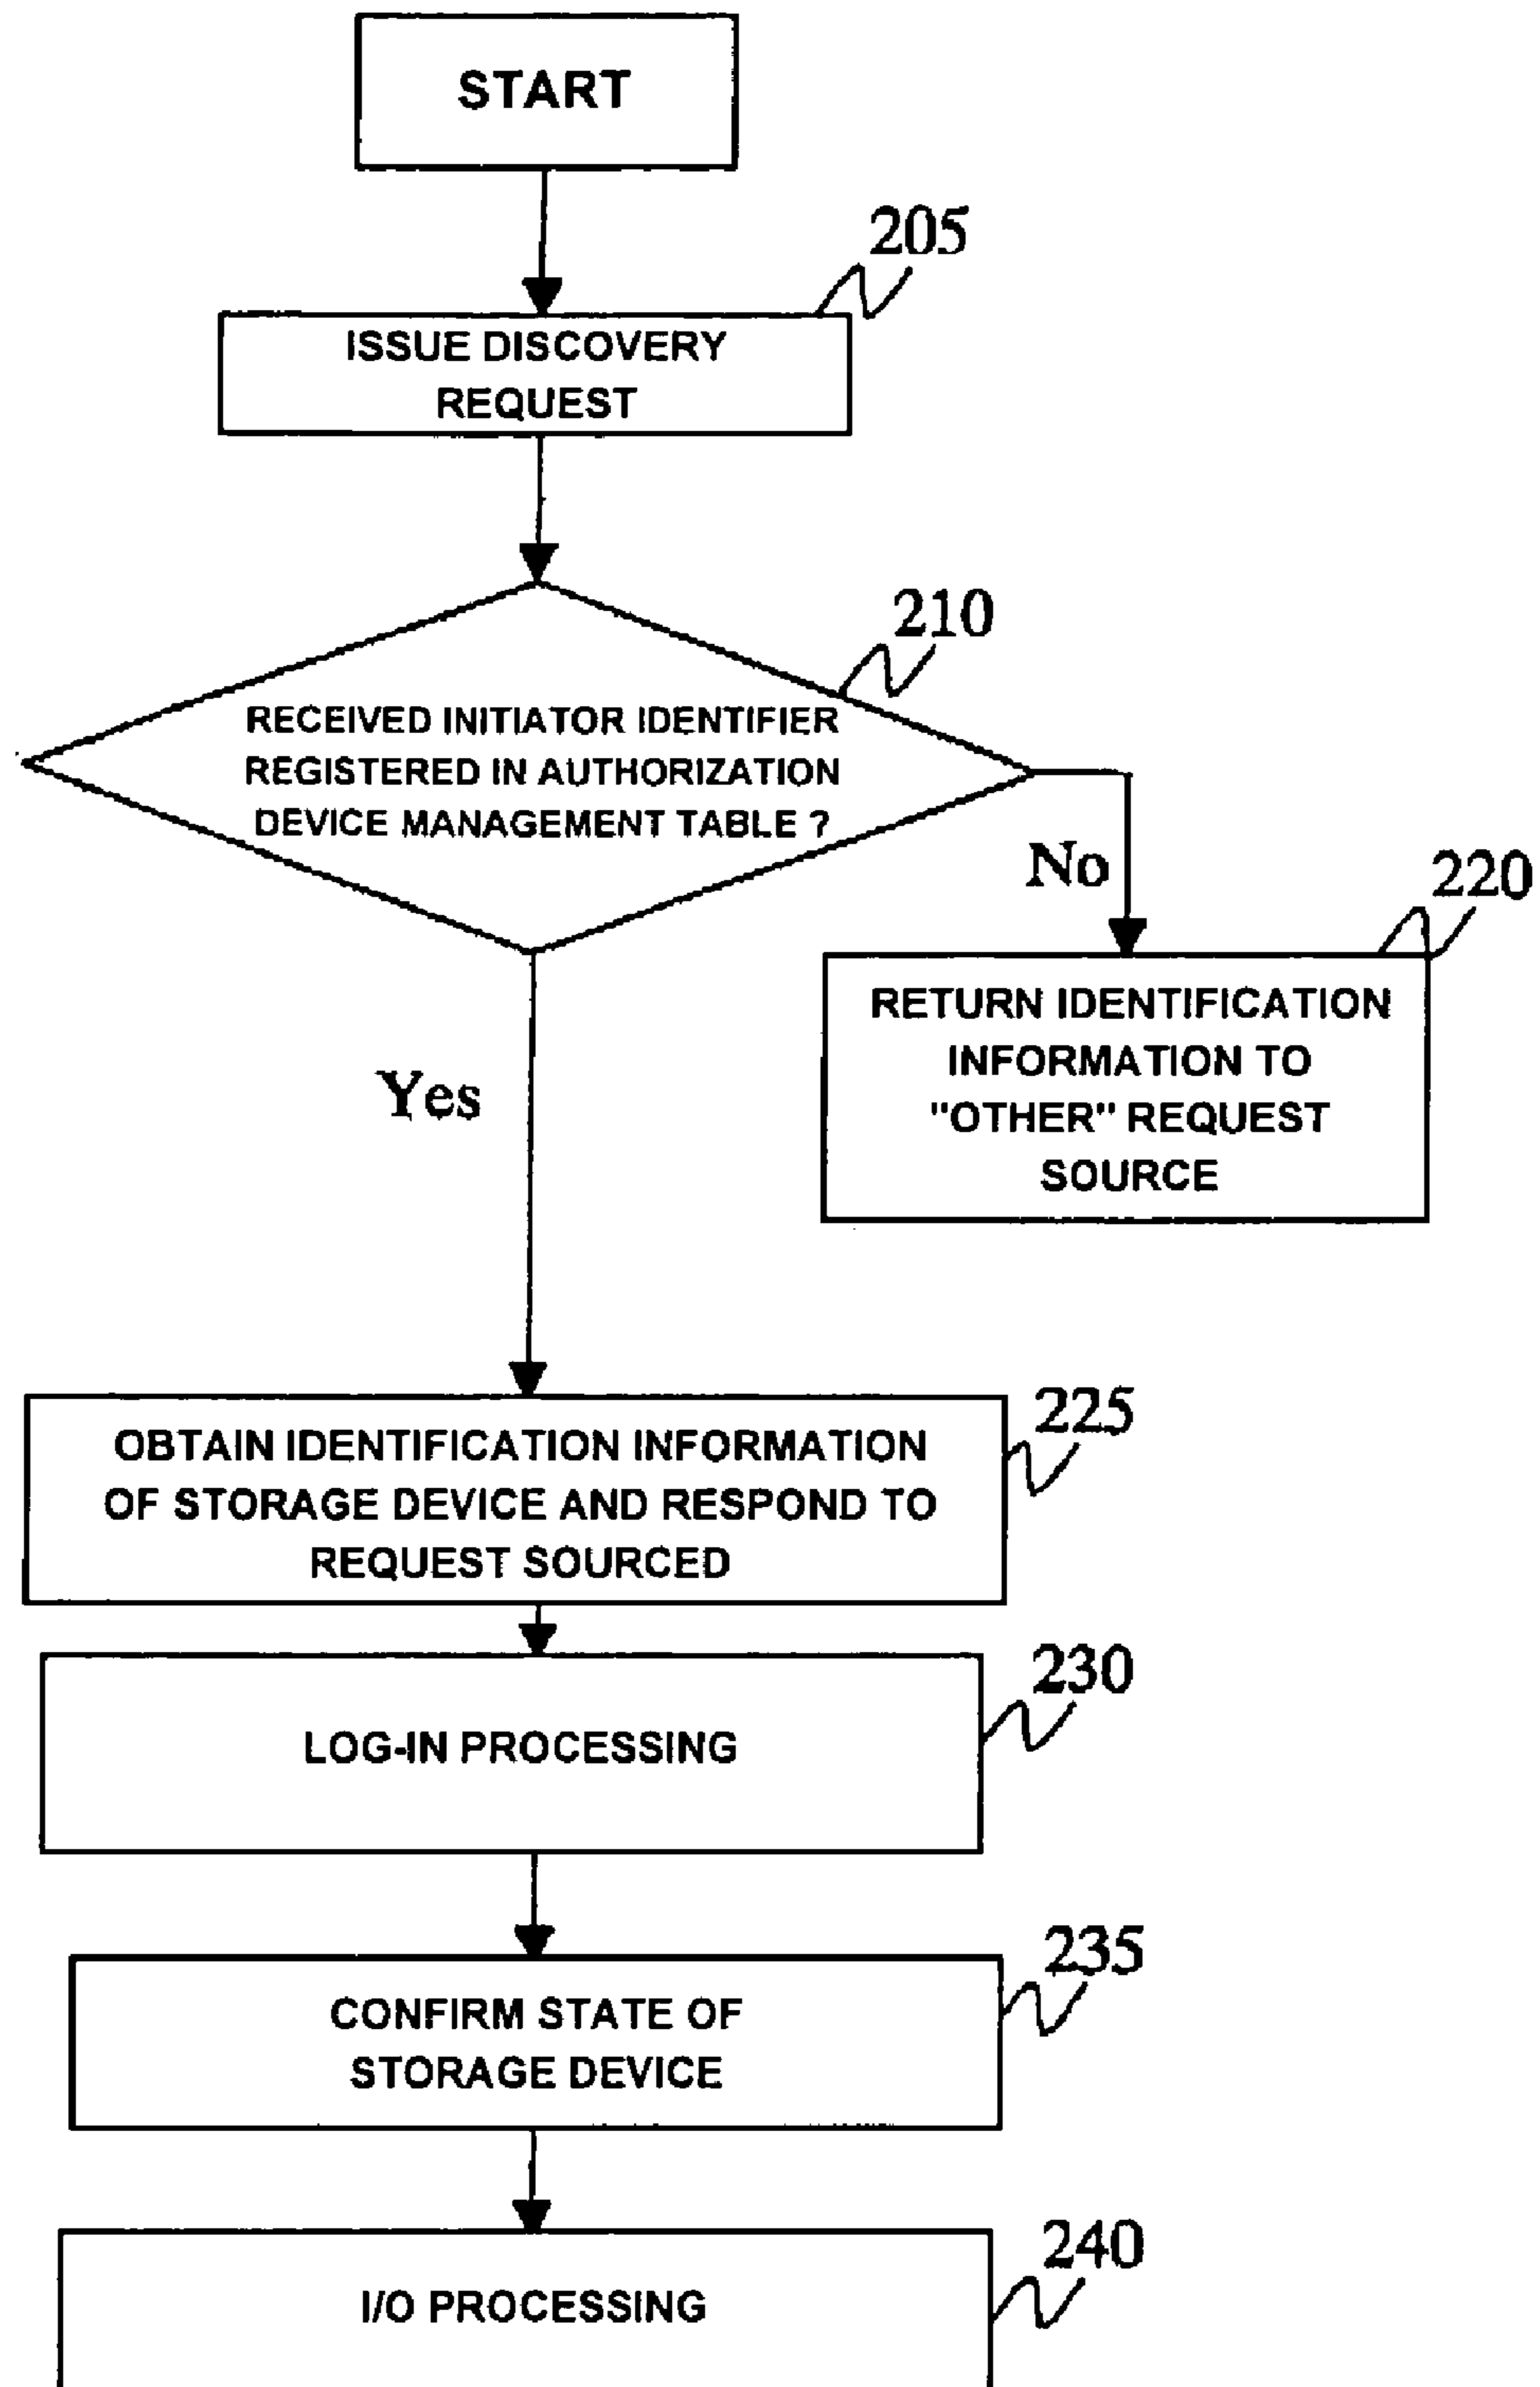 START
205
ISSUE DISCOVERY
REQUEST
210
RECEIVED INITIATOR IDENTIFIER
REGISTERED IN AUTHORIZATION
DEVICE MANAGEMENT TABLE ?
No
220
RETURN IDENTIFICATION
INFORMATION TO
"OTHER" REQUEST
SOURCE
Yes
225
OBTAIN IDENTIFICATION INFORMATION
OF STORAGE DEVICE AND RESPOND TO
REQUEST SOURCED
230
LOG-IN PROCESSING
235
CONFIRM STATE OF
STORAGE DEVICE
240
I/O PROCESSING